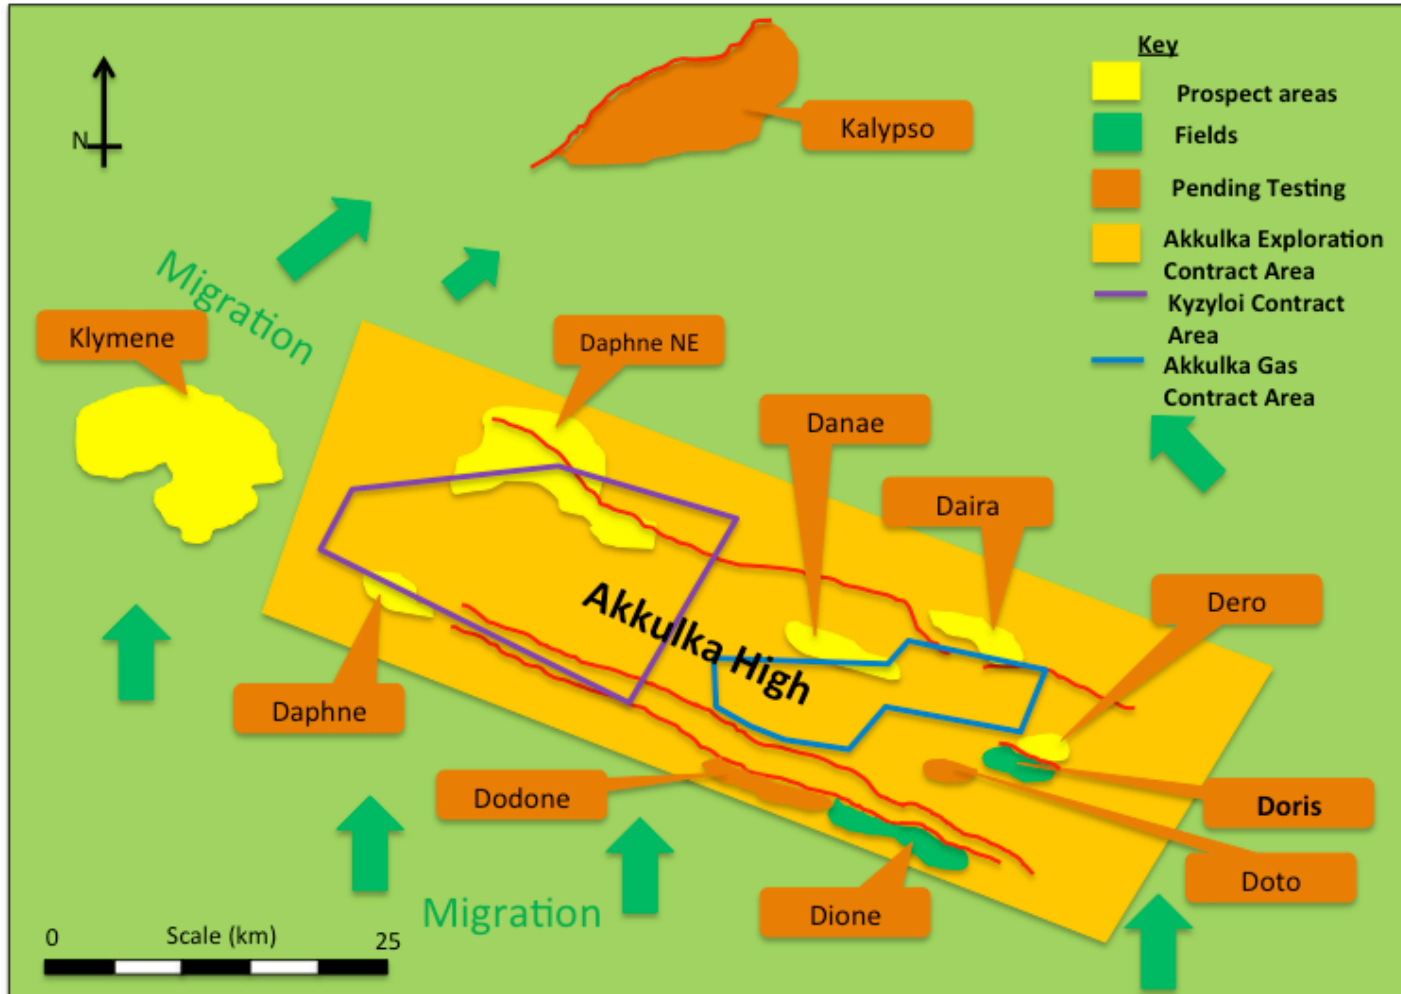 Key
Prospect areas
Fields
Pending Testing
Akkulka Exploration
Contract Area
Kyzyloi Contract
Area
Akkulka Gas
Contract Area
N
Kalypso
Migration
Klymene
Daphne NE
Danae
Daira
Dero
Akkulka High
Daphne
Dodone
Doris
Doto
Dione
Migration
0 Scale (km) 25